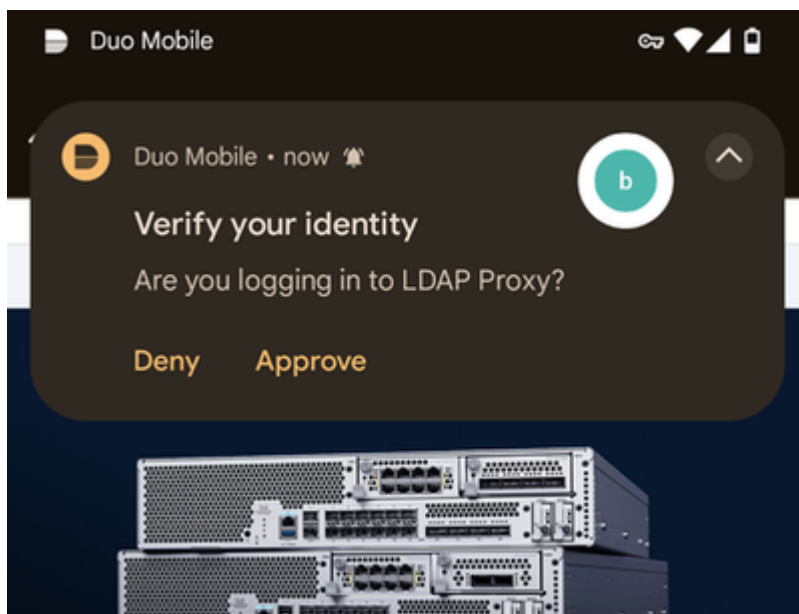 Duo Mobile
Duo Mobile • now
b
Verify your identity
Are you logging in to LDAP Proxy?
Deny Approve